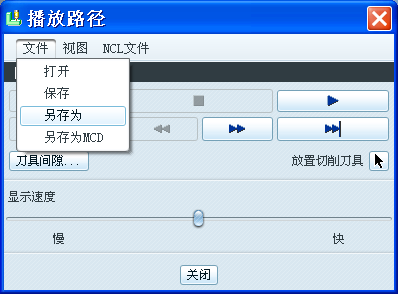 播放路径
文件 视图 NCL文件
打开
保存
另存为
另存为MCD
刀具间隙... 放置切削刀具
显示速度
慢 快
关闭